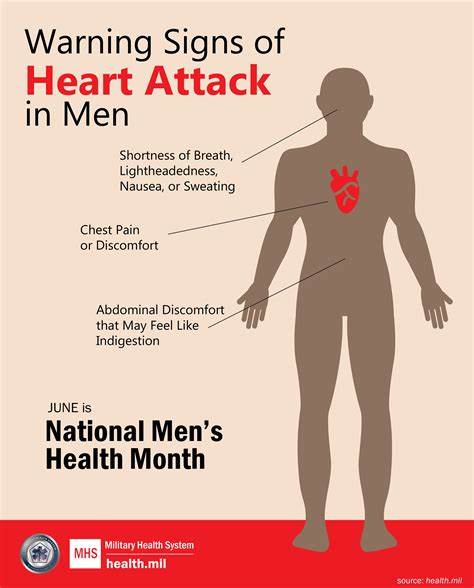 Warning Signs of
Heart Attack
in Men
Shortness of Breath,
Lightheadedness,
Nausea, or Sweating
Chest Pain
or Discomfort
Abdominal Discomfort
that May Feel Like
Indigestion
JUNE is
National Men's
Health Month
MHS
Military Health System
health.mil
source: health.mil